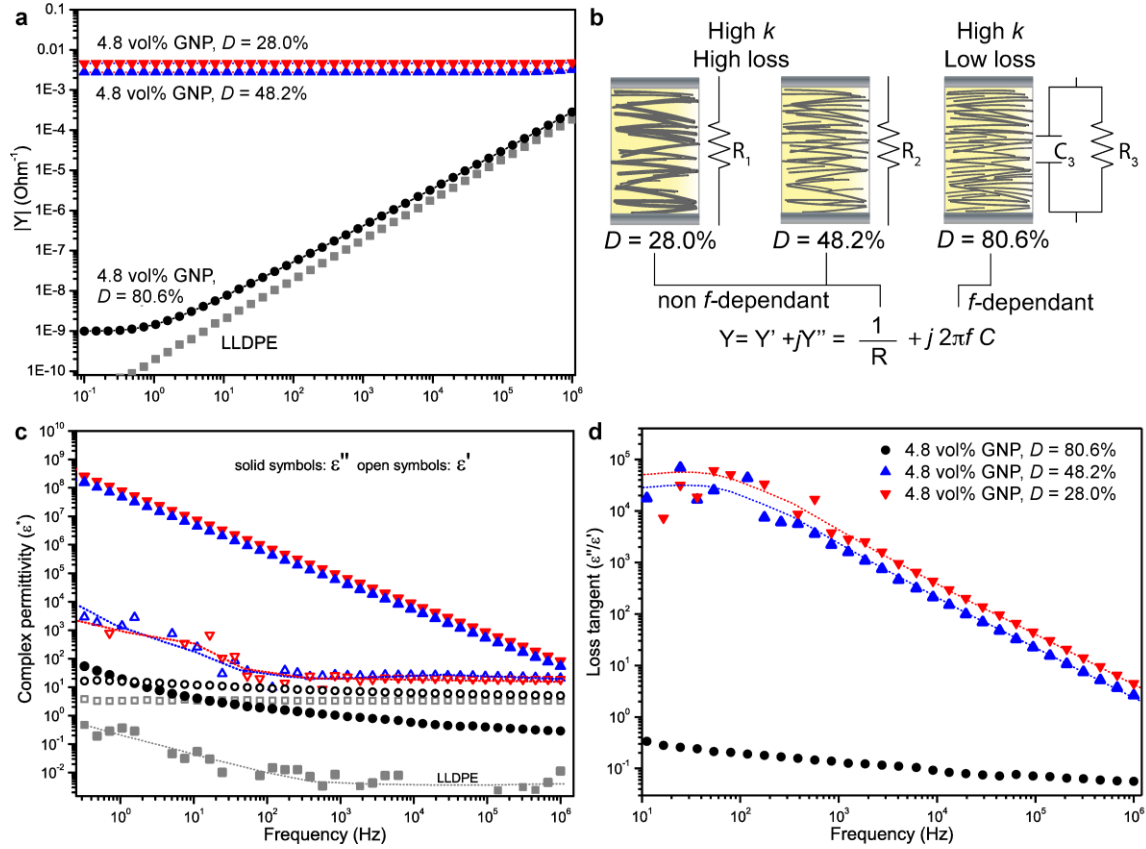 a
|Y| (Ohm⁻¹)
0.1
0.01
1E-3
1E-4
1E-5
1E-6
1E-7
1E-8
1E-9
1E-10
4.8 vol% GNP, D = 28.0%
4.8 vol% GNP, D = 48.2%
4.8 vol% GNP,
D = 80.6%
LLDPE
10⁻¹ 10⁰ 10¹ 10² 10³ 10⁴ 10⁵ 10⁶
Frequency (Hz)
b
High k
High loss
High k
Low loss
R₁
R₂
C₃
R₃
D = 28.0%
D = 48.2%
D = 80.6%
non f-dependant
f-dependant
Y= Y' +jY'' = 1/R + j 2πf C
c
Complex permittivity (ε*)
10¹⁰
10⁹
10⁸
10⁷
10⁶
10⁵
10⁴
10³
10²
10¹
10⁰
10⁻¹
10⁻²
solid symbols: ε'' open symbols: ε'
LLDPE
10⁰ 10¹ 10² 10³ 10⁴ 10⁵ 10⁶
Frequency (Hz)
d
Loss tangent (ε''/ε')
10⁵
10⁴
10³
10²
10¹
10⁰
10⁻¹
4.8 vol% GNP, D = 80.6%
4.8 vol% GNP, D = 48.2%
4.8 vol% GNP, D = 28.0%
10¹ 10² 10³ 10⁴ 10⁵ 10⁶
Frequency (Hz)